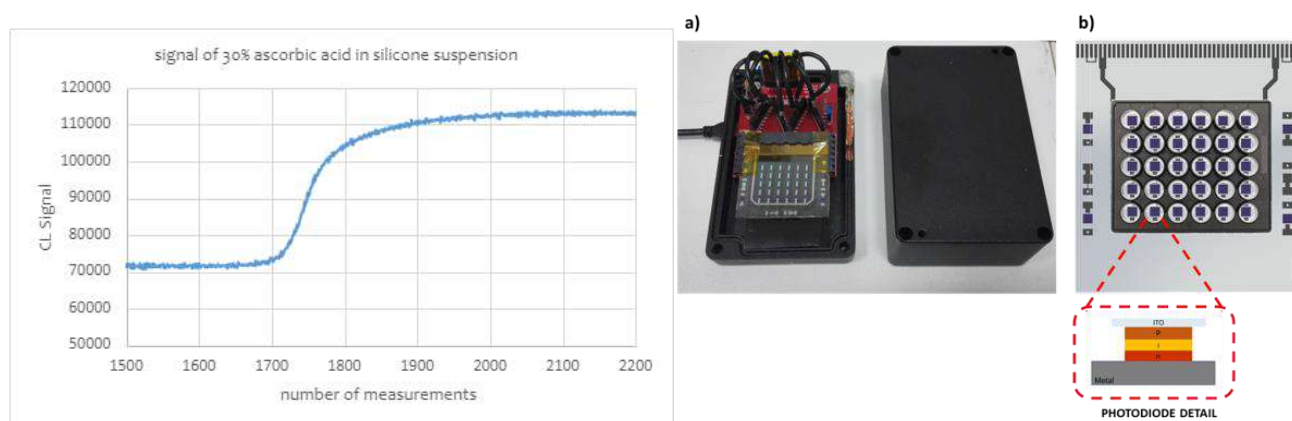 signal of 30% ascorbic acid in silicone suspension
120000
110000
100000
90000
80000
70000
60000
50000
CL Signal
1500 1600 1700 1800 1900 2000 2100 2200
number of measurements
a)
b)
ITO
P
I
n
Metal
PHOTODIODE DETAIL